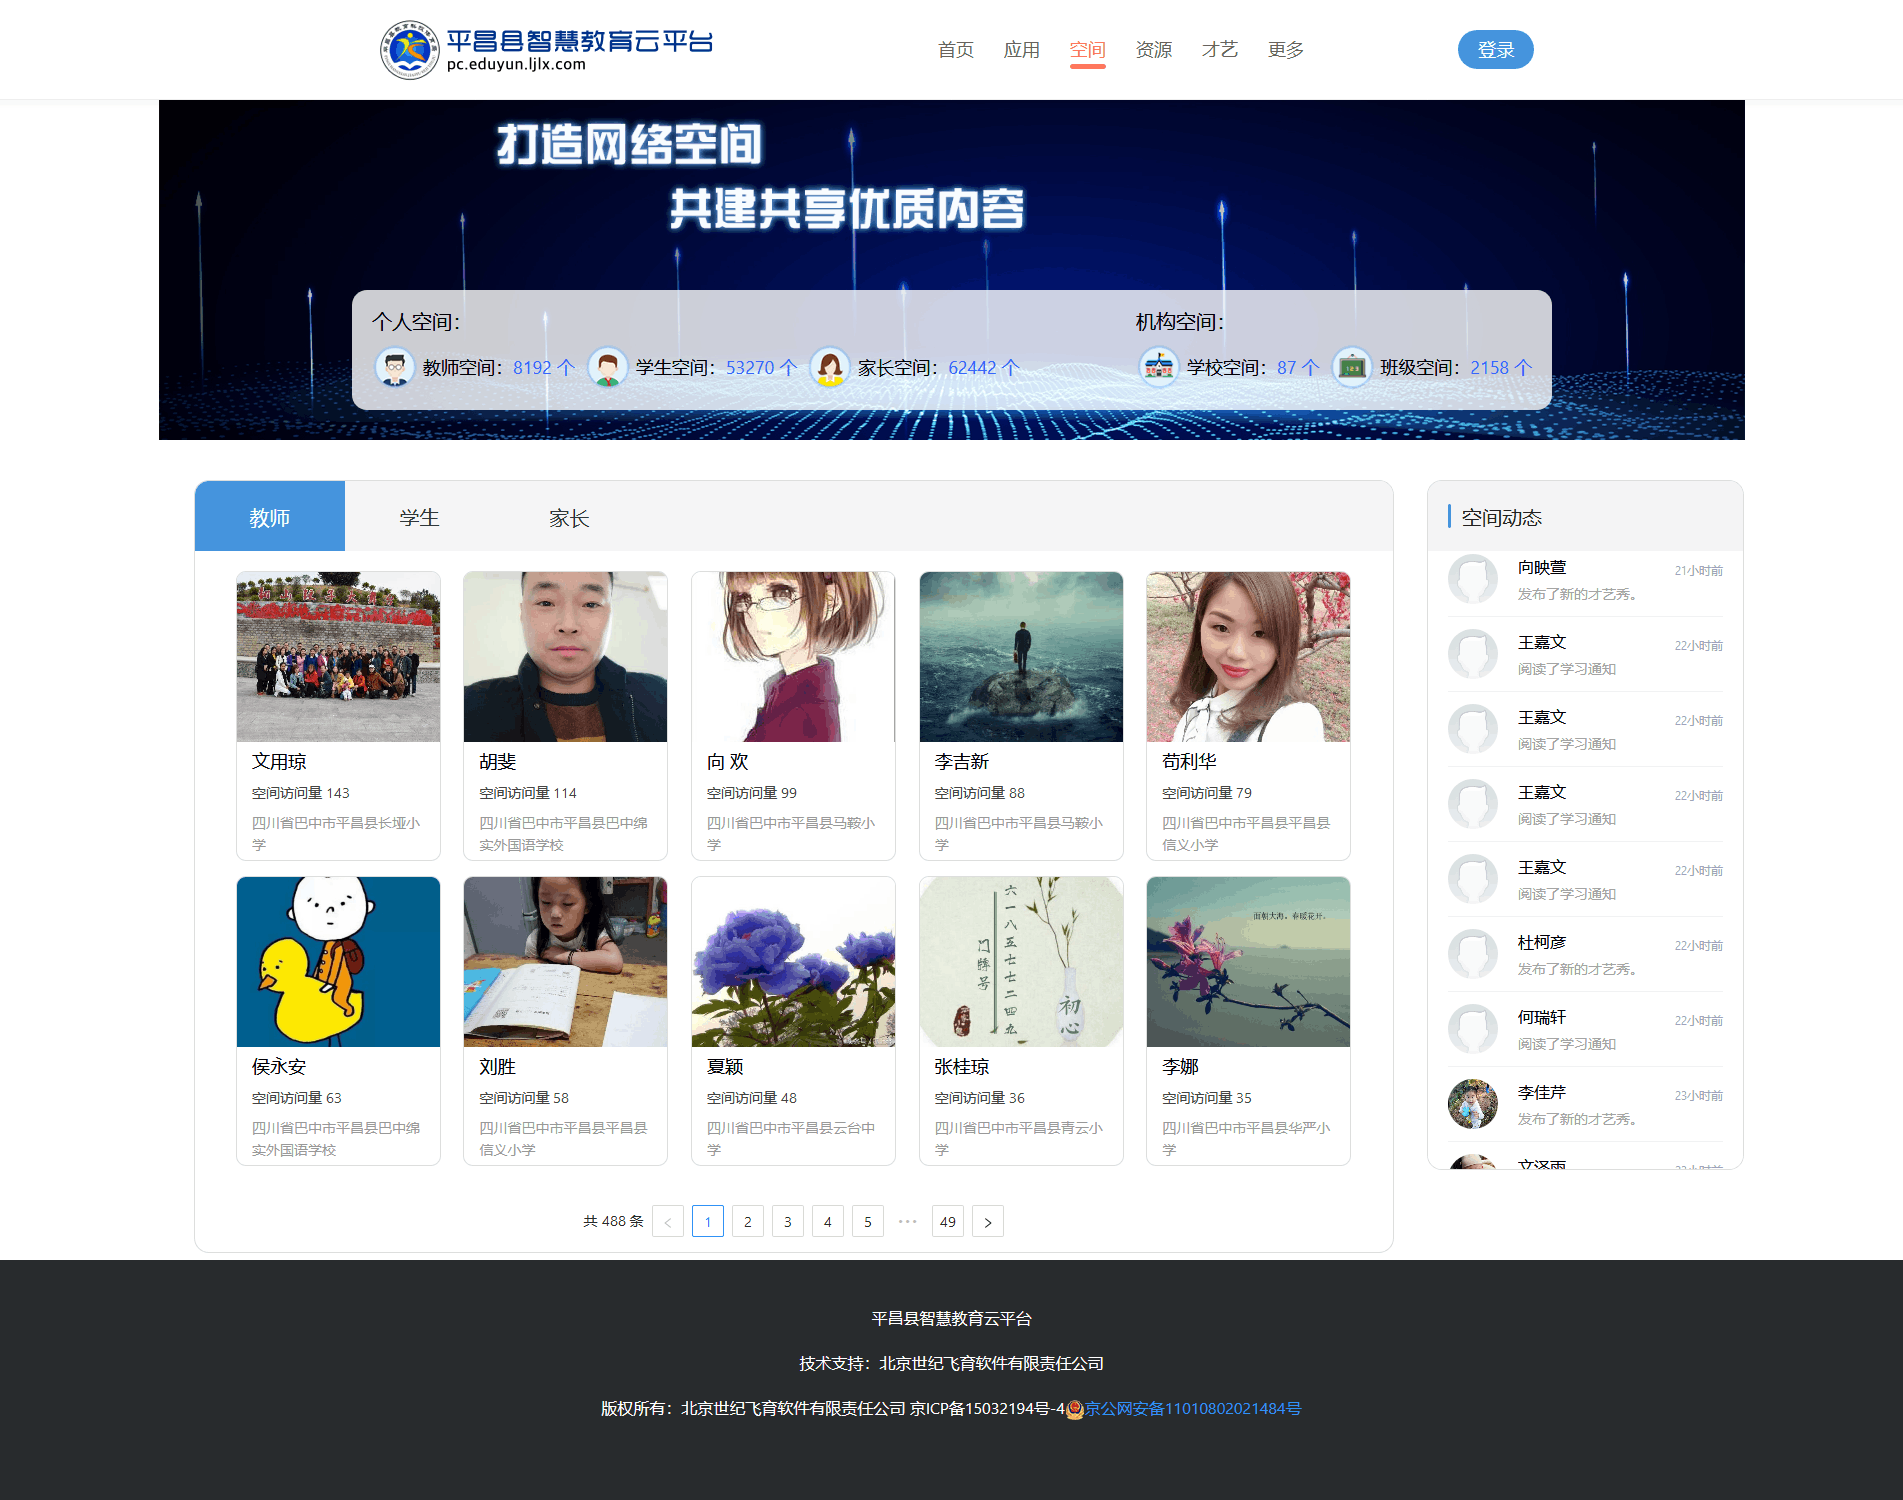 平昌县智慧教育云平台
pc.eduyun.ljlx.com
首页 应用 空间 资源 才艺 更多
登录
打造网络空间
共建共享优质内容
个人空间：
教师空间：8192 个 学生空间：53270 个 家长空间：62442 个
机构空间：
学校空间：87 个 班级空间：2158 个
教师 学生 家长
文用琼
空间访问量 143
四川省巴中市平昌县长垭小
学
胡斐
空间访问量 114
四川省巴中市平昌县巴中绵
实外国语学校
向 欢
空间访问量 99
四川省巴中市平昌县马鞍小
学
李吉新
空间访问量 88
四川省巴中市平昌县马鞍小
学
苟利华
空间访问量 79
四川省巴中市平昌县平昌县
信义小学
侯永安
空间访问量 63
四川省巴中市平昌县巴中绵
实外国语学校
刘胜
空间访问量 58
四川省巴中市平昌县平昌县
信义小学
夏颖
空间访问量 48
四川省巴中市平昌县云台中
学
六一八五七七二四九
门牌号
初心
张桂琼
空间访问量 36
四川省巴中市平昌县青云小
学
面朝大海，春暖花开。
李娜
空间访问量 35
四川省巴中市平昌县华严小
学
共 488 条 < 1 2 3 4 5 ••• 49 >
空间动态
向映萱 21小时前
发布了新的才艺秀。
王嘉文 22小时前
阅读了学习通知
王嘉文 22小时前
阅读了学习通知
王嘉文 22小时前
阅读了学习通知
王嘉文 22小时前
阅读了学习通知
杜柯彦 22小时前
发布了新的才艺秀。
何瑞轩 22小时前
阅读了学习通知
李佳芹 23小时前
发布了新的才艺秀。
文泽雨 23小时前
平昌县智慧教育云平台
技术支持：北京世纪飞育软件有限责任公司
版权所有：北京世纪飞育软件有限责任公司 京ICP备15032194号-4京公网安备11010802021484号